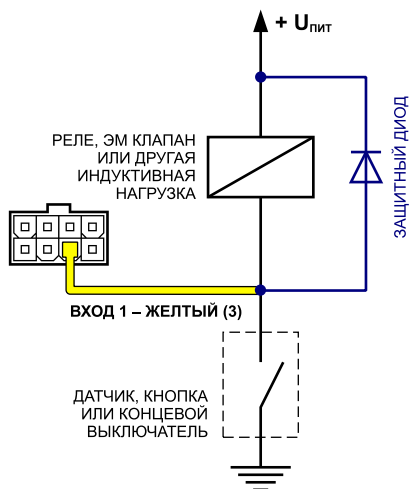 + Uпит
РЕЛЕ, ЭМ КЛАПАН
ИЛИ ДРУГАЯ
ИНДУКТИВНАЯ
НАГРУЗКА
ЗАЩИТНЫЙ ДИОД
ВХОД 1 – ЖЕЛТЫЙ (3)
ДАТЧИК, КНОПКА
ИЛИ КОНЦЕВОЙ
ВЫКЛЮЧАТЕЛЬ